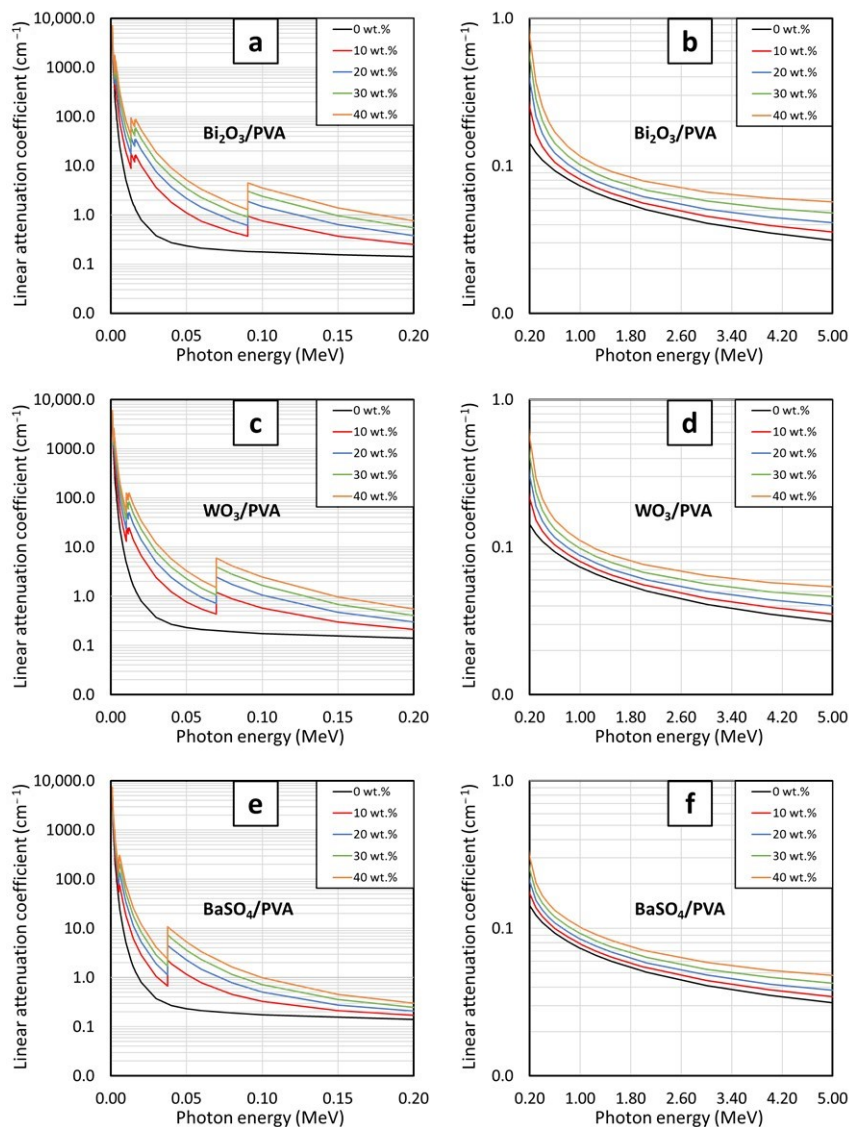 Linear attenuation coefficient (cm⁻¹)
10,000.0
1000.0
100.0
10.0
1.0
0.1
0.0
a
0 wt.%
10 wt.%
20 wt.%
30 wt.%
40 wt.%
Bi₂O₃/PVA
0.00 0.05 0.10 0.15 0.20
Photon energy (MeV)
Linear attenuation coefficient (cm⁻¹)
1.0
0.1
0.0
b
0 wt.%
10 wt.%
20 wt.%
30 wt.%
40 wt.%
Bi₂O₃/PVA
0.20 1.00 1.80 2.60 3.40 4.20 5.00
Photon energy (MeV)
Linear attenuation coefficient (cm⁻¹)
10,000.0
1000.0
100.0
10.0
1.0
0.1
0.0
c
0 wt.%
10 wt.%
20 wt.%
30 wt.%
40 wt.%
WO₃/PVA
0.00 0.05 0.10 0.15 0.20
Photon energy (MeV)
Linear attenuation coefficient (cm⁻¹)
1.0
0.1
0.0
d
0 wt.%
10 wt.%
20 wt.%
30 wt.%
40 wt.%
WO₃/PVA
0.20 1.00 1.80 2.60 3.40 4.20 5.00
Photon energy (MeV)
Linear attenuation coefficient (cm⁻¹)
10,000.0
1000.0
100.0
10.0
1.0
0.1
0.0
e
0 wt.%
10 wt.%
20 wt.%
30 wt.%
40 wt.%
BaSO₄/PVA
0.00 0.05 0.10 0.15 0.20
Photon energy (MeV)
Linear attenuation coefficient (cm⁻¹)
1.0
0.1
0.0
f
0 wt.%
10 wt.%
20 wt.%
30 wt.%
40 wt.%
BaSO₄/PVA
0.20 1.00 1.80 2.60 3.40 4.20 5.00
Photon energy (MeV)